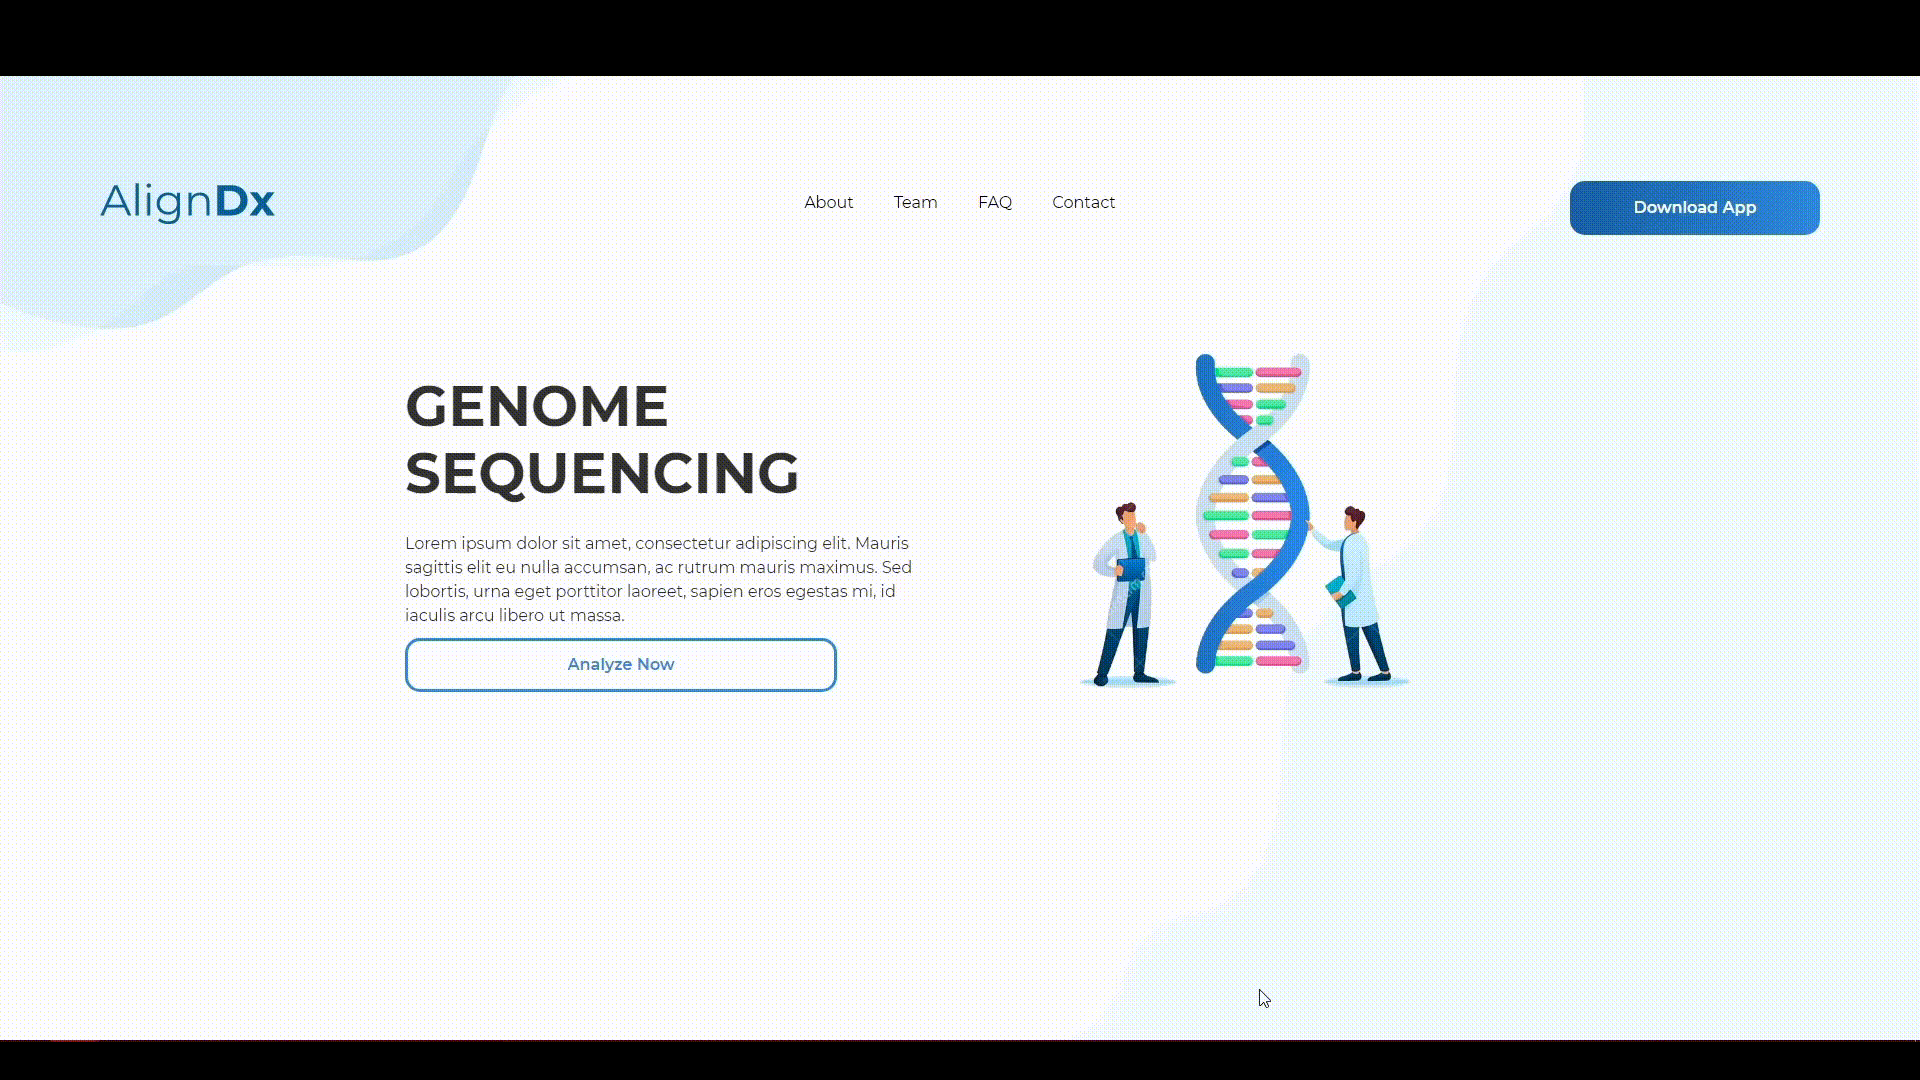 AlignDx
About Team FAQ Contact
Download App
GENOME
SEQUENCING
Lorem ipsum dolor sit amet, consectetur adipiscing elit. Mauris
sagittis elit eu nulla accumsan, ac rutrum mauris maximus. Sed
lobortis, urna eget porttitor laoreet, sapien eros egestas mi, id
iaculis arcu libero ut massa.
Analyze Now